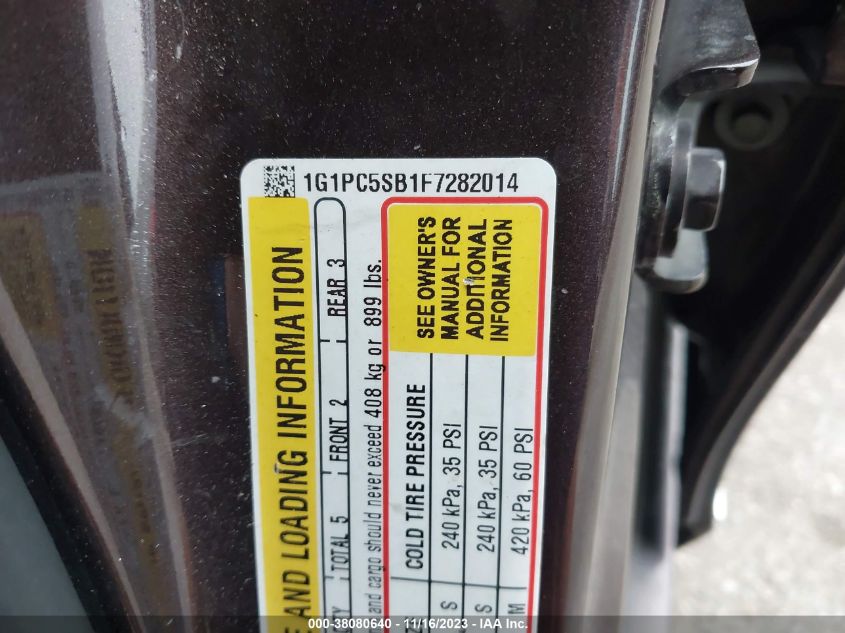 1G1PC5SB1F7282014
E AND LOADING INFORMATION
TOTAL 5 FRONT 2 REAR 3
and cargo should never exceed 408 kg or 899 lbs.
COLD TIRE PRESSURE
SEE OWNER'S
MANUAL FOR
ADDITIONAL
INFORMATION
S 240 kPa, 35 PSI
S 240 kPa, 35 PSI
M 420 kPa, 60 PSI
000-38080640 - 11/16/2023 - IAAI, Inc.